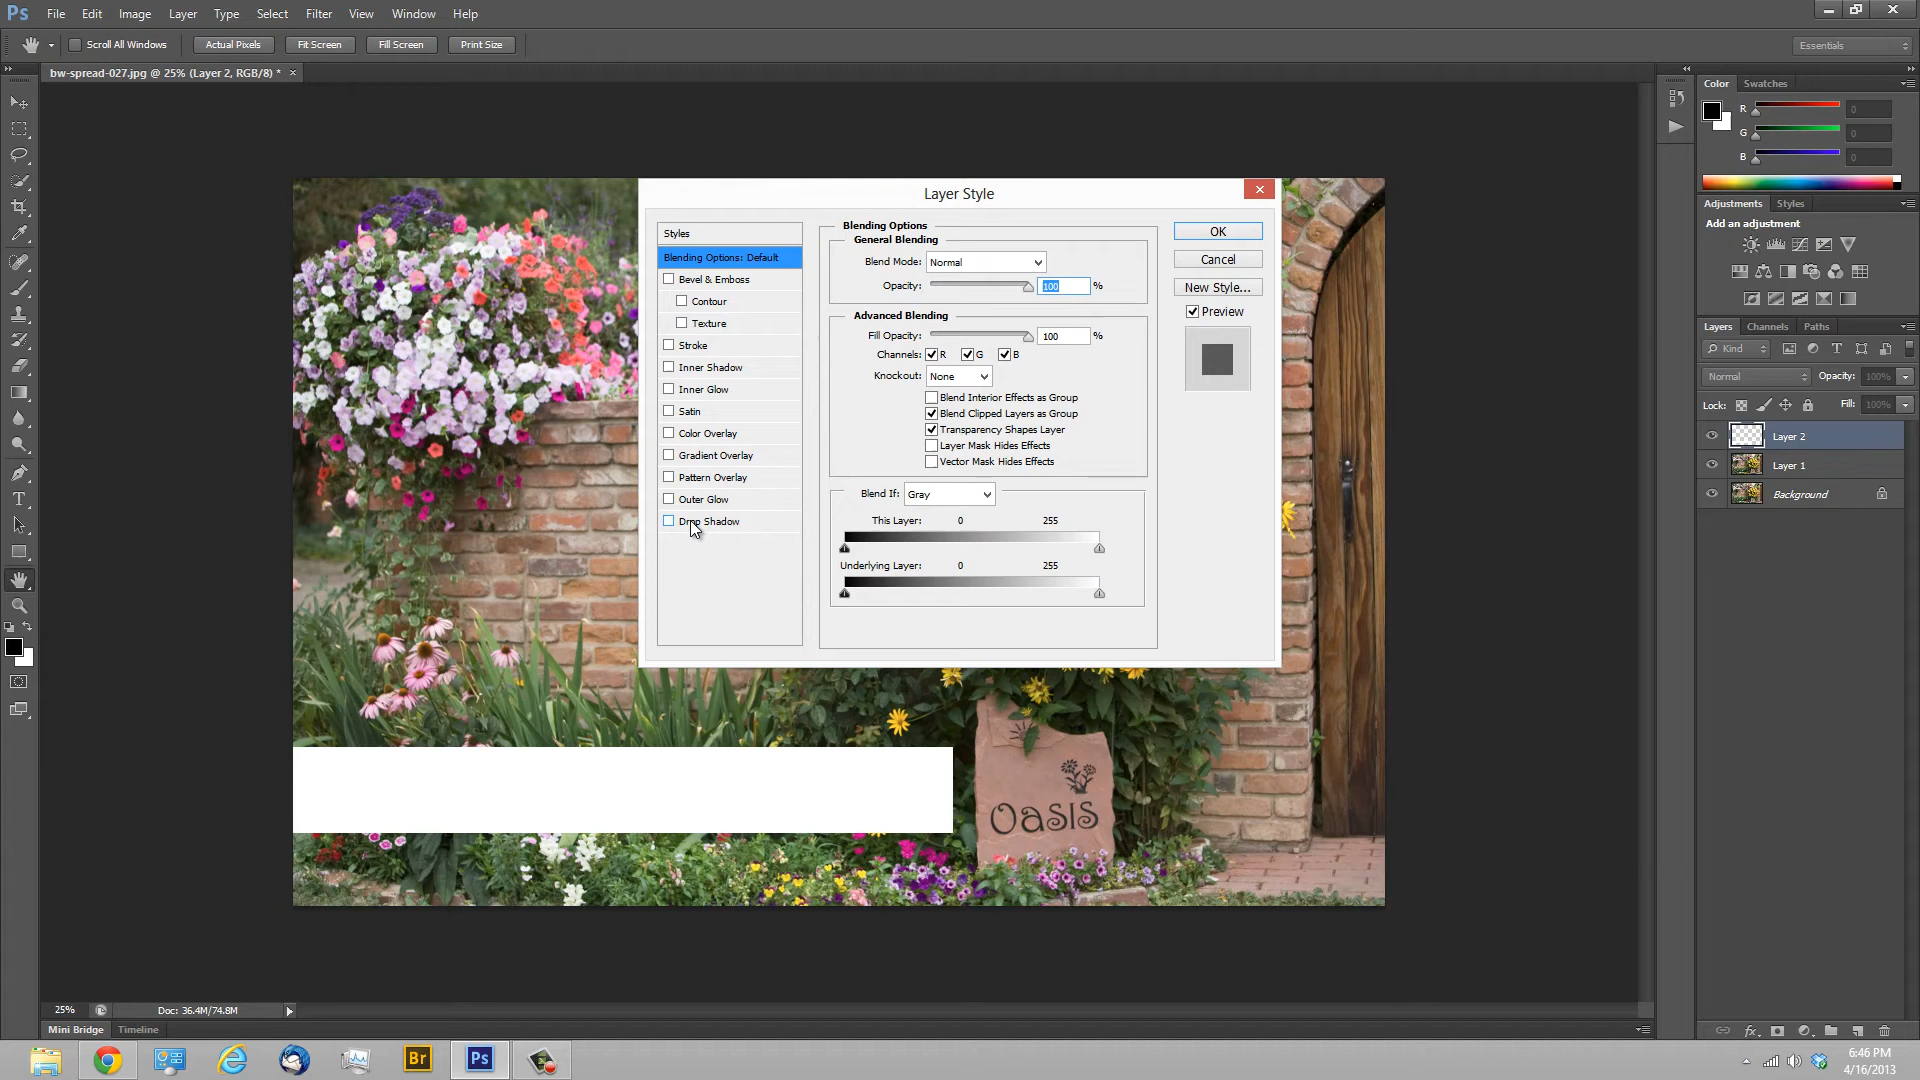 Ps File Edit Image Layer Type Select Filter View Window Help
Scroll All Windows Actual Pixels Fit Screen Fill Screen Print Size Essentials
bw-spread-027.jpg @ 25% (Layer 2, RGB/8) * ×
Layer Style
Styles
Blending Options: Default
Bevel & Emboss
Contour
Texture
Stroke
Inner Shadow
Inner Glow
Satin
Color Overlay
Gradient Overlay
Pattern Overlay
Outer Glow
Drop Shadow
Blending Options
General Blending
Blend Mode: Normal
Opacity: 100 %
Advanced Blending
Fill Opacity: 100 %
Channels: R G B
Knockout: None
Blend Interior Effects as Group
Blend Clipped Layers as Group
Transparency Shapes Layer
Layer Mask Hides Effects
Vector Mask Hides Effects
Blend If: Gray
This Layer: 0 255
Underlying Layer: 0 255
OK
Cancel
New Style...
Preview
Color Swatches
R 0
G 0
B 0
Adjustments Styles
Add an adjustment
Layers Channels Paths
Kind
Normal Opacity: 100%
Lock: Fill: 100%
Layer 2
Layer 1
Background
Oasis
25% Doc: 36.4M/74.8M
Mini Bridge Timeline
Br Ps
6:46 PM
4/16/2013